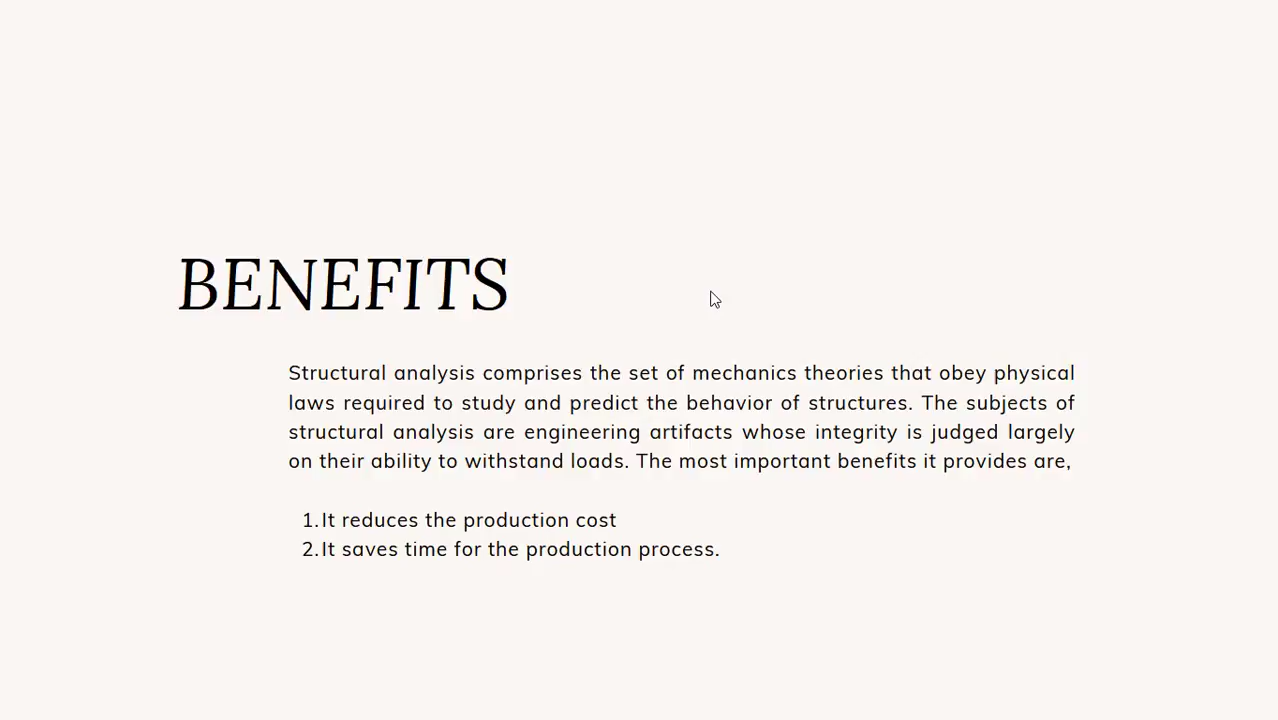 BENEFITS
Structural analysis comprises the set of mechanics theories that obey physical
laws required to study and predict the behavior of structures. The subjects of
structural analysis are engineering artifacts whose integrity is judged largely
on their ability to withstand loads. The most important benefits it provides are,
1.It reduces the production cost
2.It saves time for the production process.